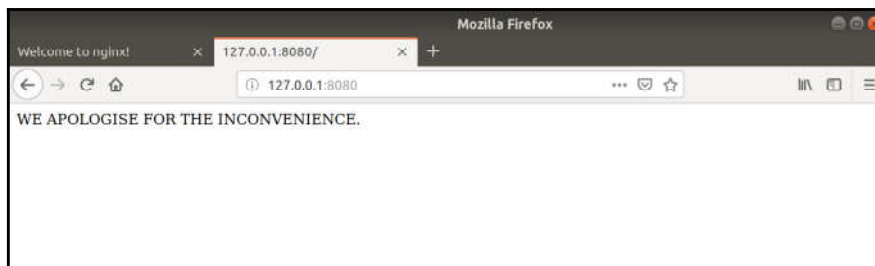 Mozilla Firefox
Welcome to nginx!
127.0.0.1:8080/
127.0.0.1:8080
WE APOLOGISE FOR THE INCONVENIENCE.